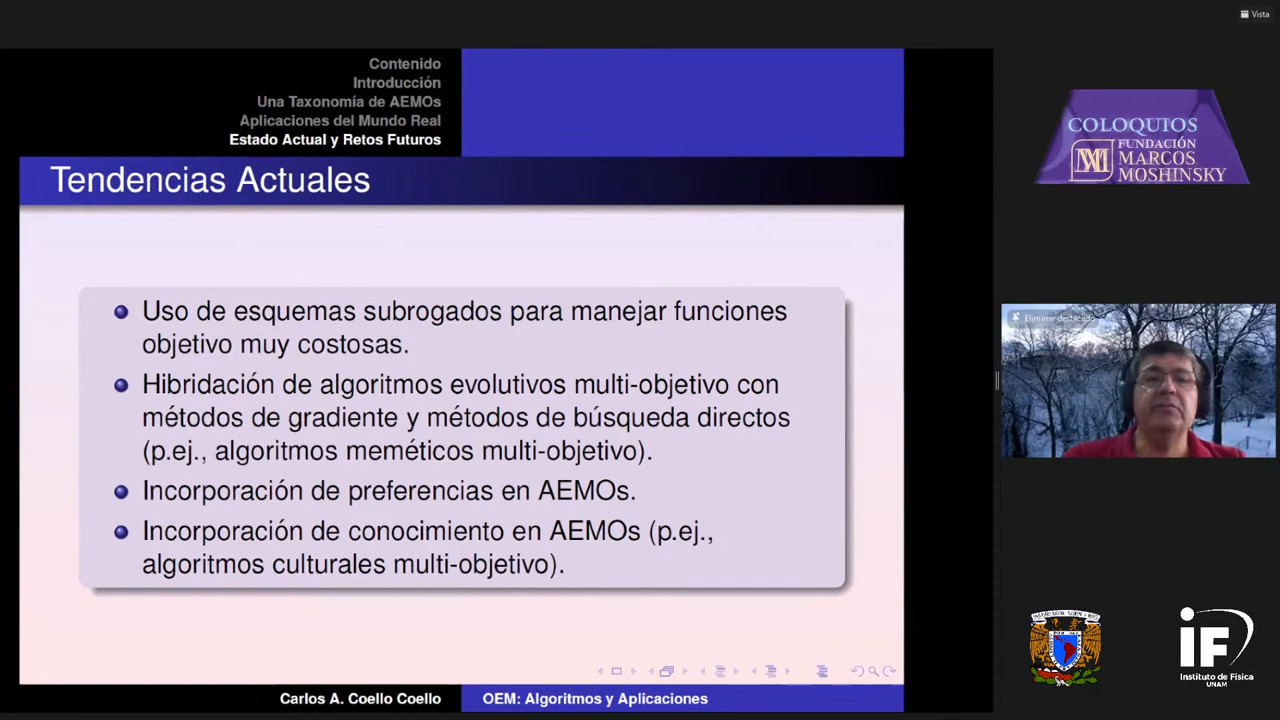 Vista
Contenido
Introducción
Una Taxonomía de AEMOs
Aplicaciones del Mundo Real
Estado Actual y Retos Futuros
Tendencias Actuales
Uso de esquemas subrogados para manejar funciones
objetivo muy costosas.
Hibridación de algoritmos evolutivos multi-objetivo con
métodos de gradiente y métodos de búsqueda directos
(p.ej., algoritmos meméticos multi-objetivo).
Incorporación de preferencias en AEMOs.
Incorporación de conocimiento en AEMOs (p.ej.,
algoritmos culturales multi-objetivo).
Carlos A. Coello Coello
OEM: Algoritmos y Aplicaciones
COLOQUIOS
FUNDACIÓN
MARCOS
MOSHINSKY
Eliminar destacado
iF
Instituto de Física
UNAM